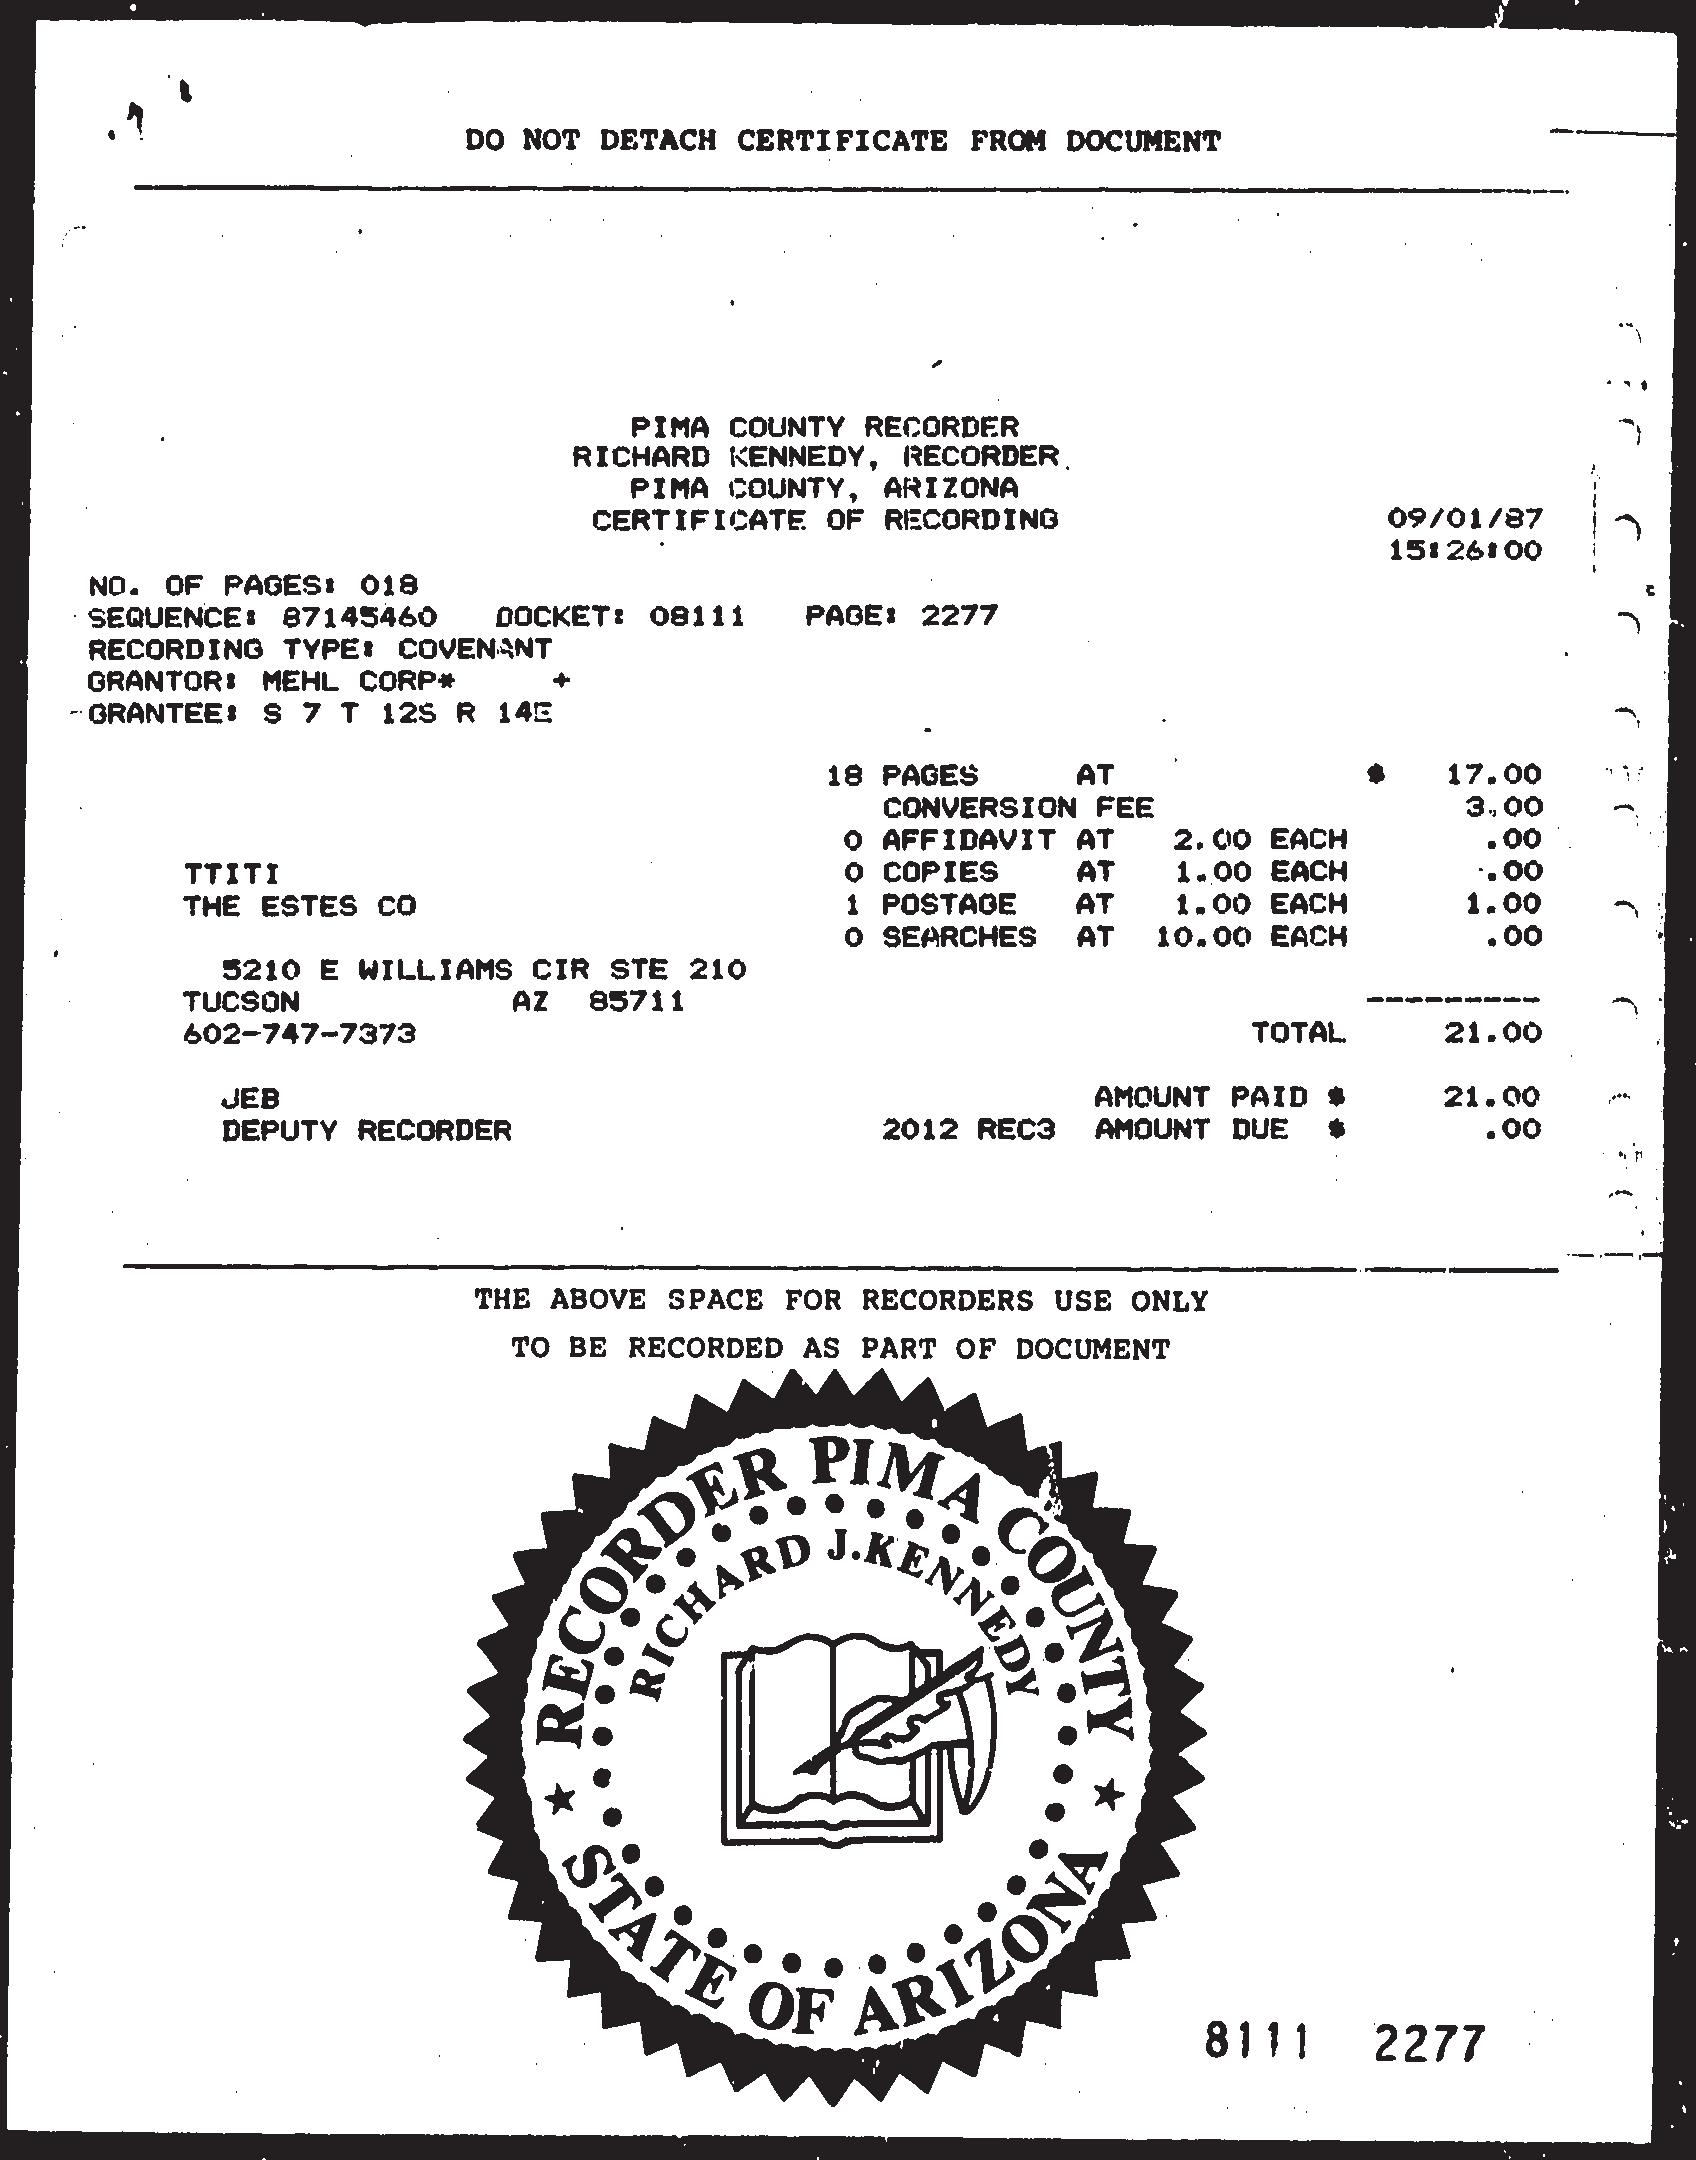 DO NOT DETACH CERTIFICATE FROM DOCUMENT
PIMA COUNTY RECORDER
RICHARD KENNEDY, RECORDER
PIMA COUNTY, ARIZONA
CERTIFICATE OF RECORDING 09/01/87
15:26:00
NO. OF PAGES: 018
SEQUENCE: 87145460 DOCKET: 08111 PAGE: 2277
RECORDING TYPE: COVENANT
GRANTOR: MEHL CORP* +
GRANTEE: S 7 T 12S R 14E
18 PAGES AT $ 17.00
CONVERSION FEE 3.00
0 AFFIDAVIT AT 2.00 EACH .00
TTITI 0 COPIES AT 1.00 EACH .00
THE ESTES CO 1 POSTAGE AT 1.00 EACH 1.00
0 SEARCHES AT 10.00 EACH .00
5210 E WILLIAMS CIR STE 210
TUCSON AZ 85711 ---------
602-747-7373 TOTAL 21.00
JEB AMOUNT PAID $ 21.00
DEPUTY RECORDER 2012 REC3 AMOUNT DUE $ .00
THE ABOVE SPACE FOR RECORDERS USE ONLY
TO BE RECORDED AS PART OF DOCUMENT
RECORDER PIMA COUNTY
RICHARD J.KENNEDY
★ STATE OF ARIZONA ★
8111 2277